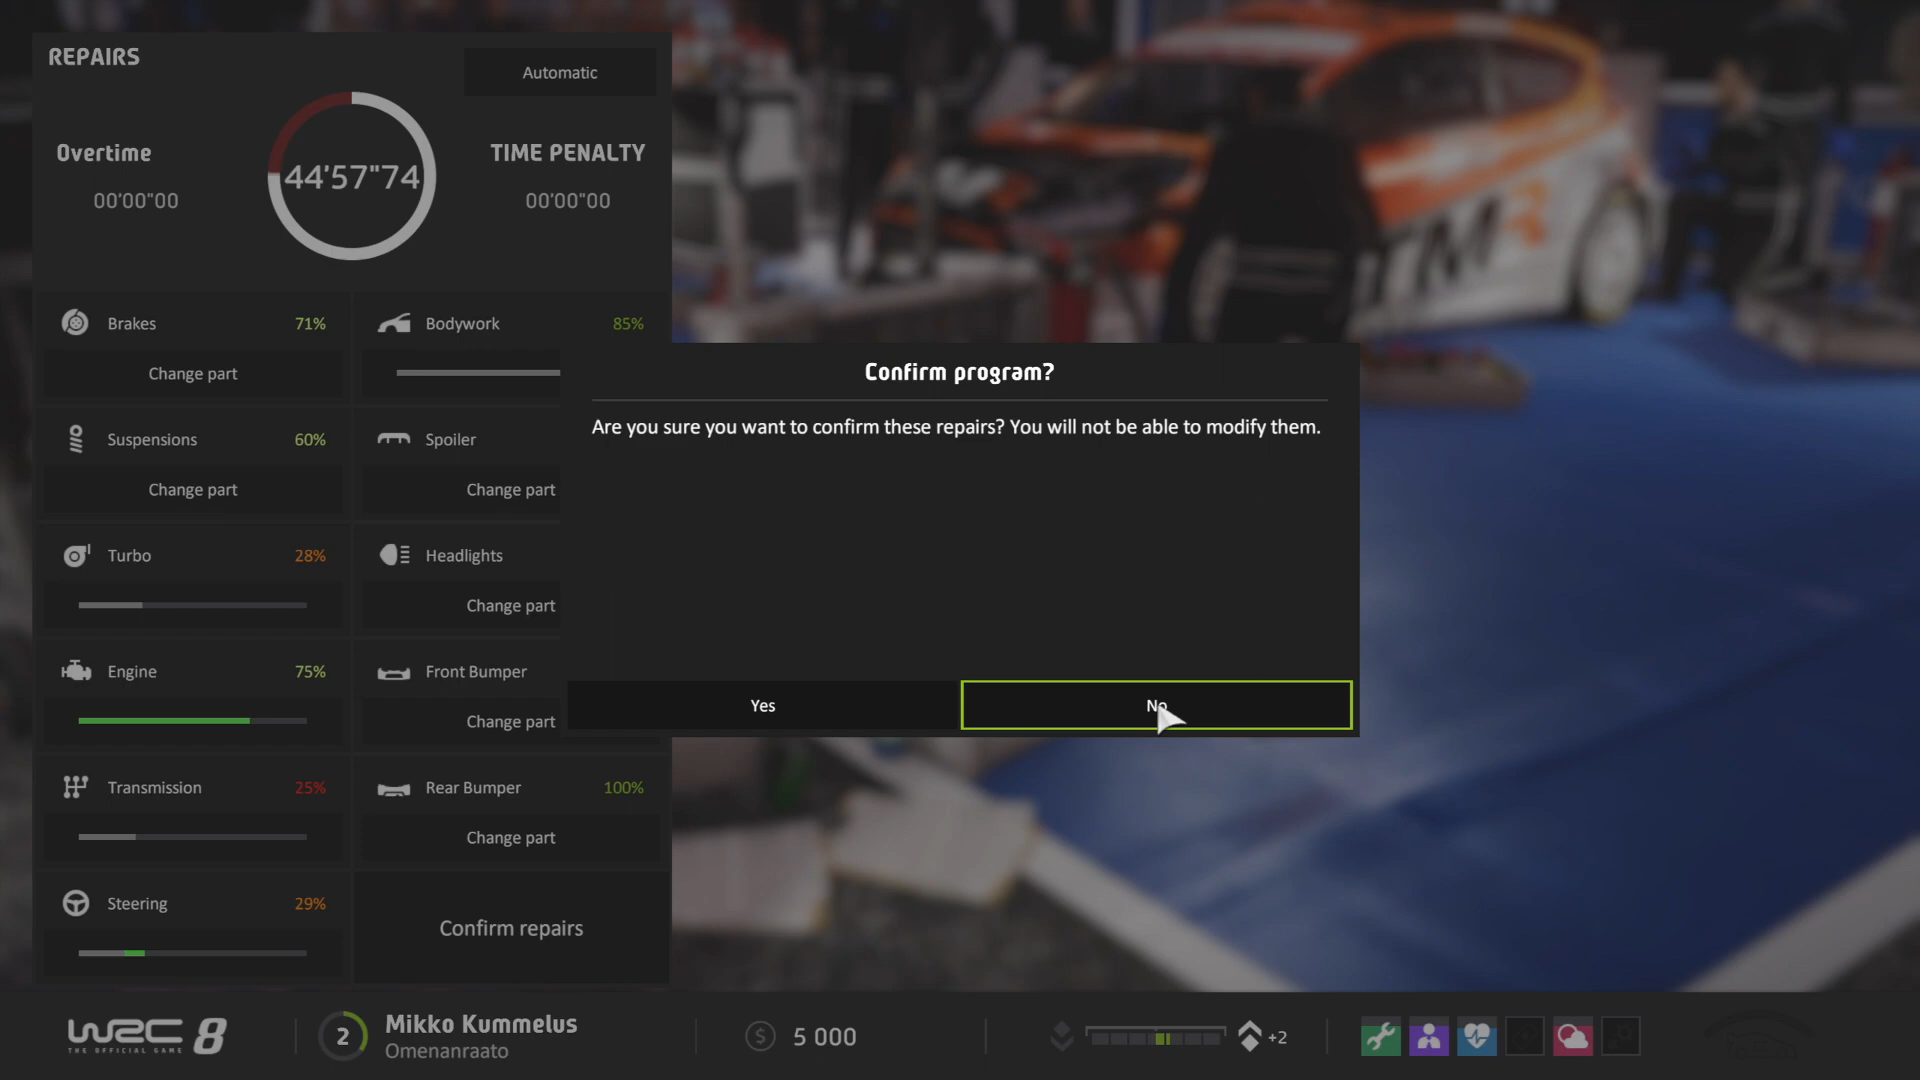 REPAIRS
Automatic
Overtime
44'57"74
TIME PENALTY
00'00"00
00'00"00
Brakes 71%
Change part
Bodywork 85%
Suspensions 60%
Change part
Spoiler
Change part
Turbo 28%
Headlights
Change part
Engine 75%
Front Bumper
Change part
Transmission 25%
Rear Bumper 100%
Change part
Steering 29%
Confirm repairs
Confirm program?
Are you sure you want to confirm these repairs? You will not be able to modify them.
Yes
No
WRC 8
THE OFFICIAL GAME
2
Mikko Kummelus
Omenanraato
$ 5 000
+2